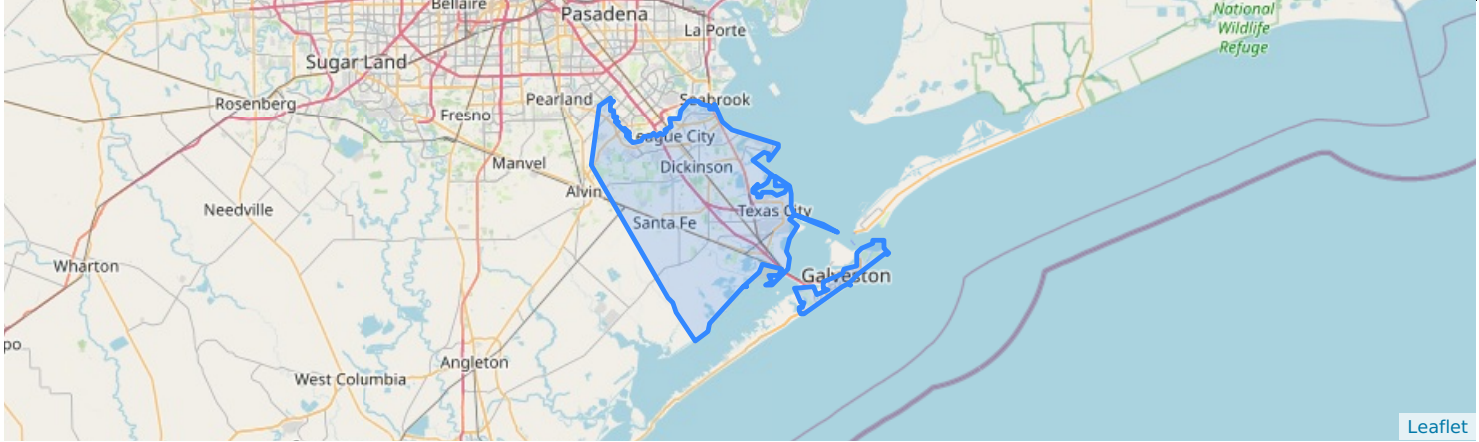 Bellaire
Pasadena
National
Wildlife
Refuge
La Porte
Sugar Land
Rosenberg
Pearland
Seabrook
Fresno
League City
Manvel
Dickinson
Alvin
Needville
Texas City
Santa Fe
Wharton
Galveston
po
Angleton
West Columbia
Leaflet